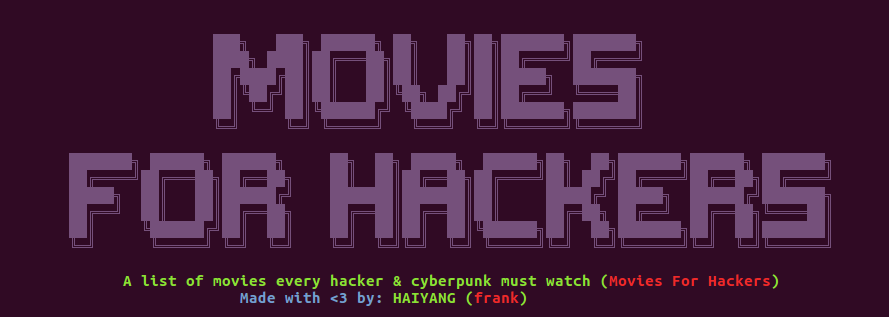 MOVIES
FOR HACKERS
A list of movies every hacker & cyberpunk must watch (Movies For Hackers)
Made with <3 by: HAIYANG (frank)